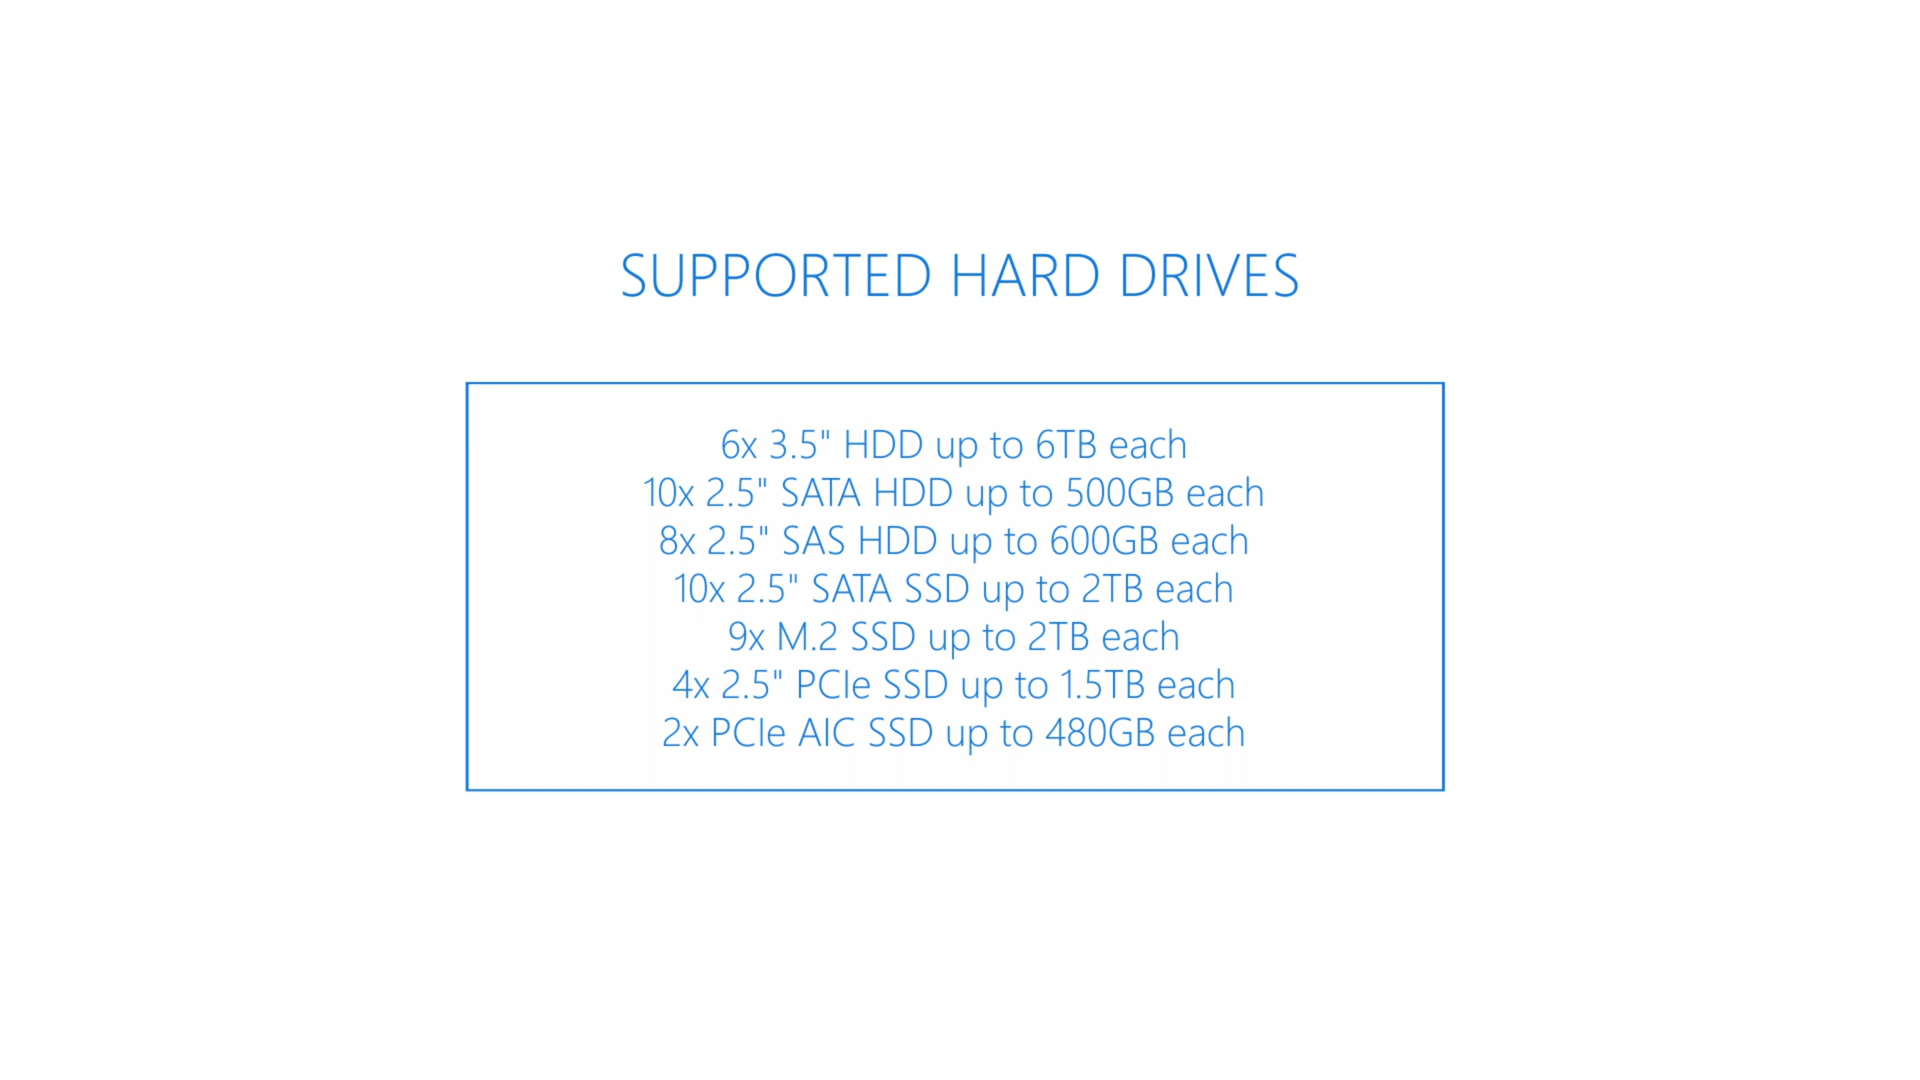 SUPPORTED HARD DRIVES
6x 3.5" HDD up to 6TB each
10x 2.5" SATA HDD up to 500GB each
8x 2.5" SAS HDD up to 600GB each
10x 2.5" SATA SSD up to 2TB each
9x M.2 SSD up to 2TB each
4x 2.5" PCIe SSD up to 1.5TB each
2x PCIe AIC SSD up to 480GB each